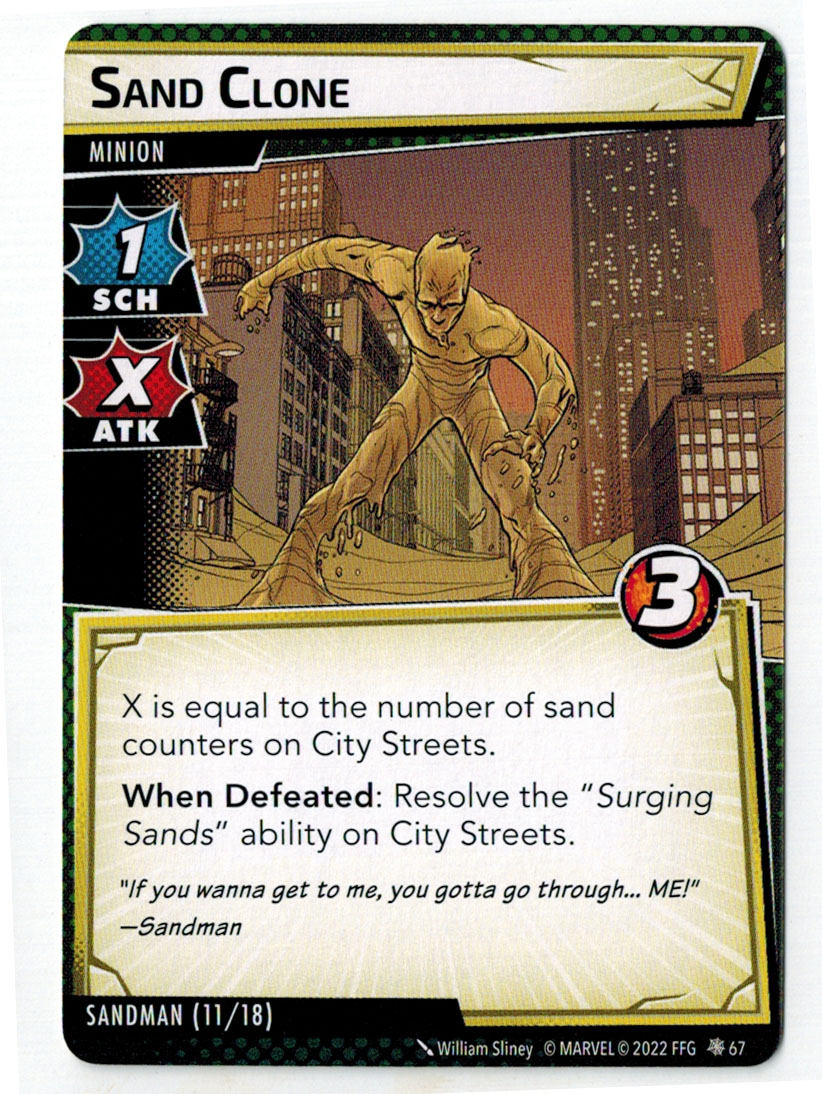 SAND CLONE
MINION
1
SCH
X
ATK
3
X is equal to the number of sand
counters on City Streets.
When Defeated: Resolve the "Surging
Sands" ability on City Streets.
"If you wanna get to me, you gotta go through... ME!"
—Sandman
SANDMAN (11/18)
William Sliney © MARVEL © 2022 FFG 67